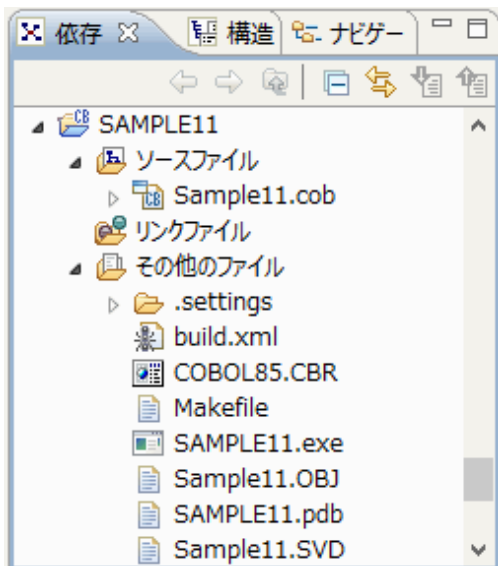 依存 構造 ナビゲー
SAMPLE11
ソースファイル
Sample11.cob
リンクファイル
その他のファイル
.settings
build.xml
COBOL85.CBR
Makefile
SAMPLE11.exe
Sample11.OBJ
SAMPLE11.pdb
Sample11.SVD